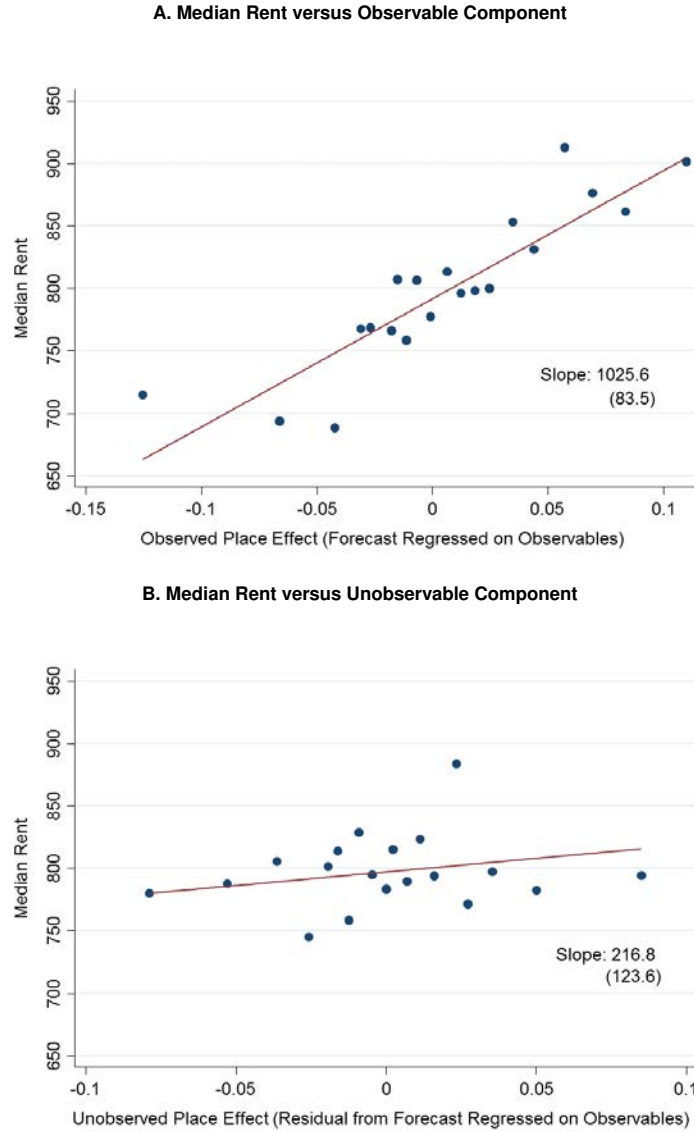 A. Median Rent versus Observable Component
950
900
850
800
750
700
650
Median Rent
Slope: 1025.6
(83.5)
-0.15 -0.1 -0.05 0 0.05 0.1
Observed Place Effect (Forecast Regressed on Observables)
B. Median Rent versus Unobservable Component
950
900
850
800
750
700
650
Median Rent
Slope: 216.8
(123.6)
-0.1 -0.05 0 0.05 0.1
Unobserved Place Effect (Residual from Forecast Regressed on Observables)